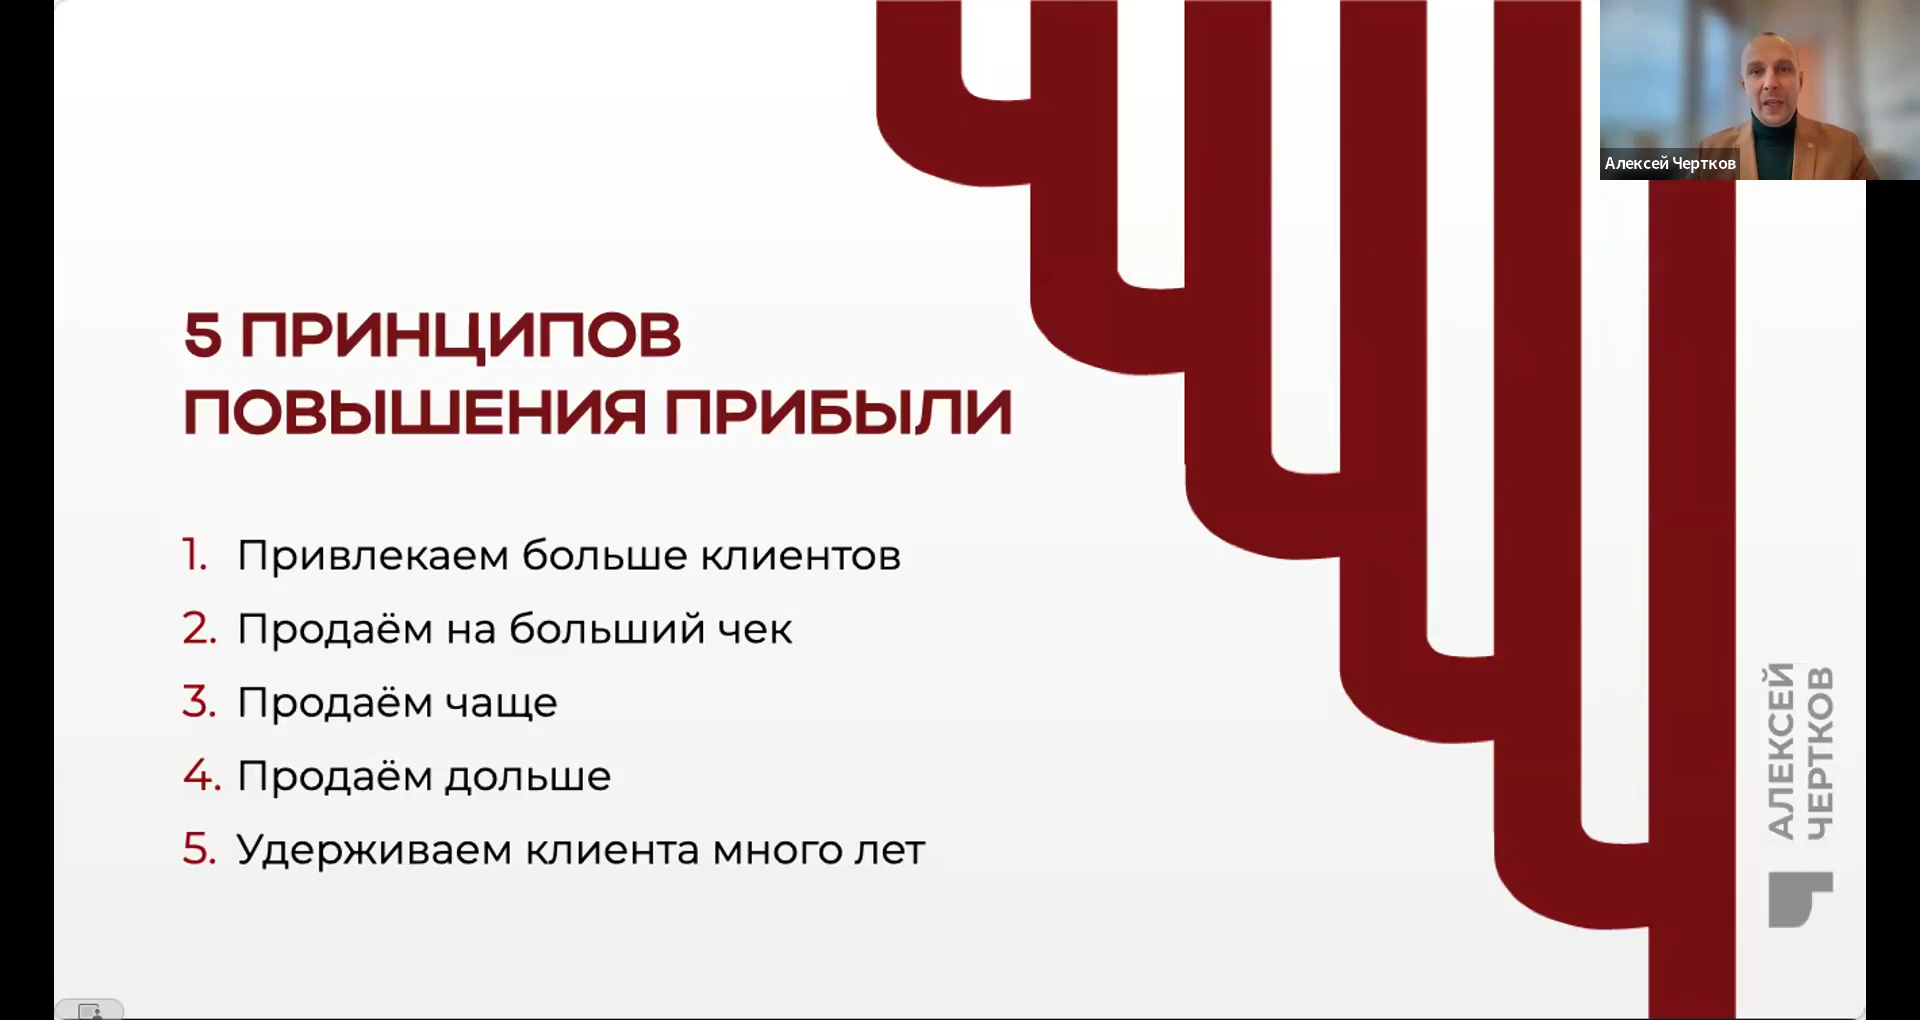 Алексей Чертков
5 ПРИНЦИПОВ
ПОВЫШЕНИЯ ПРИБЫЛИ
1. Привлекаем больше клиентов
2. Продаём на больший чек
3. Продаём чаще
4. Продаём дольше
5. Удерживаем клиента много лет
АЛЕКСЕЙ
ЧЕРТКОВ